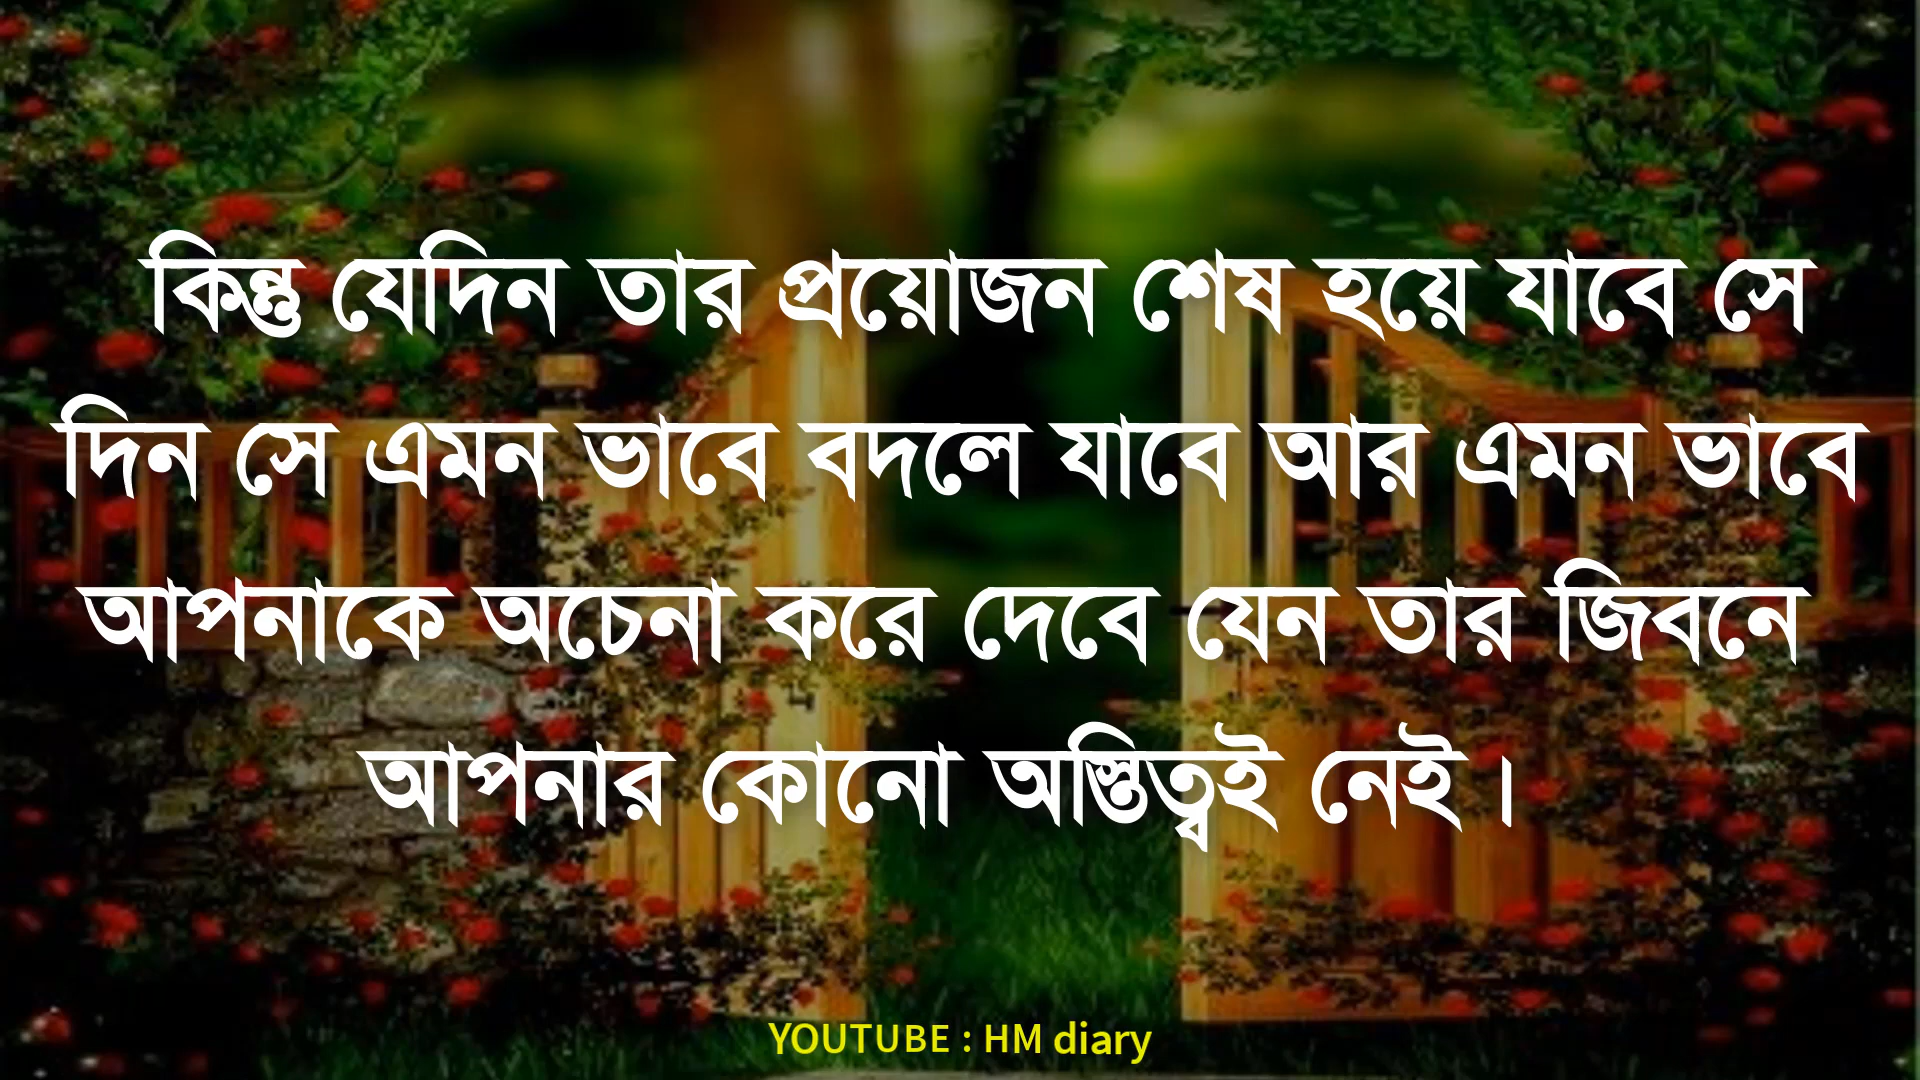 কিন্তু যেদিন তার প্রয়োজন শেষ হয়ে যাবে সে
দিন সে এমন ভাবে বদলে যাবে আর এমন ভাবে
আপনাকে অচেনা করে দেবে যেন তার জিবনে
আপনার কোনো অস্তিত্বই নেই।
YOUTUBE : HM diary